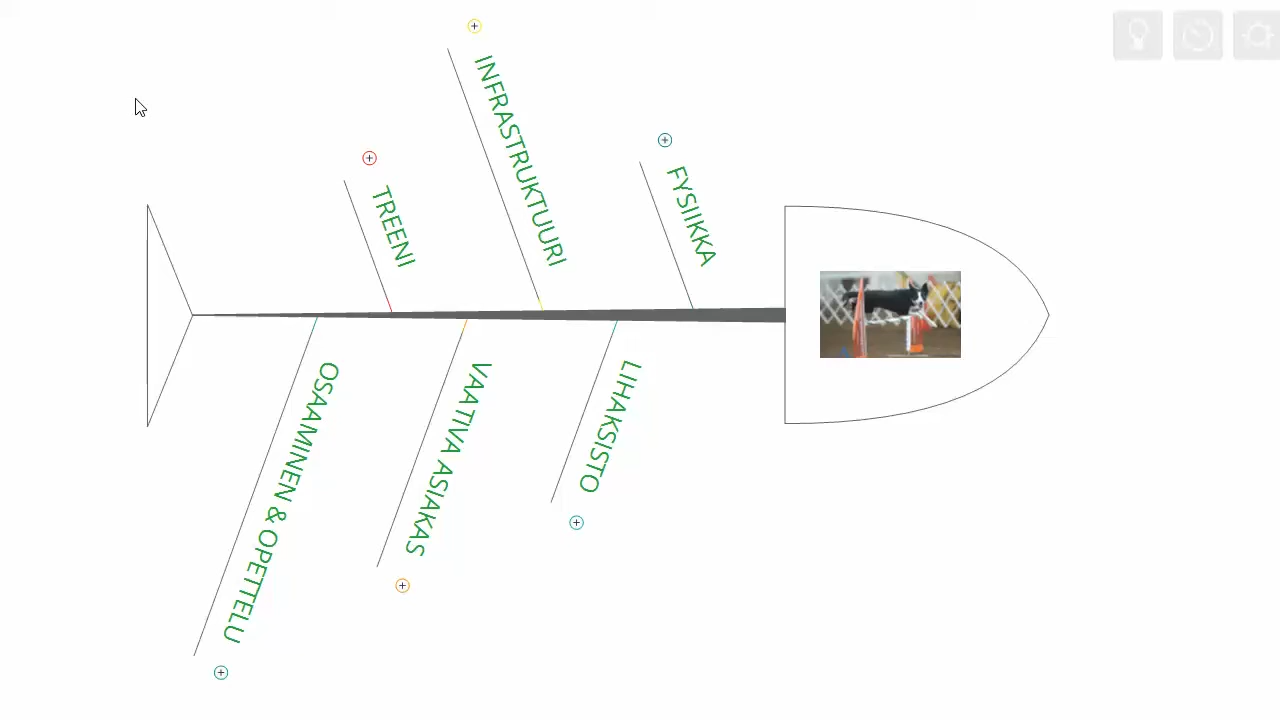 TREENI
INFRASTRUKTUURI
FYSIIKKA
OSAAMINEN & OPETTELU
VAATIVA ASIAKAS
LIHAKSISTO